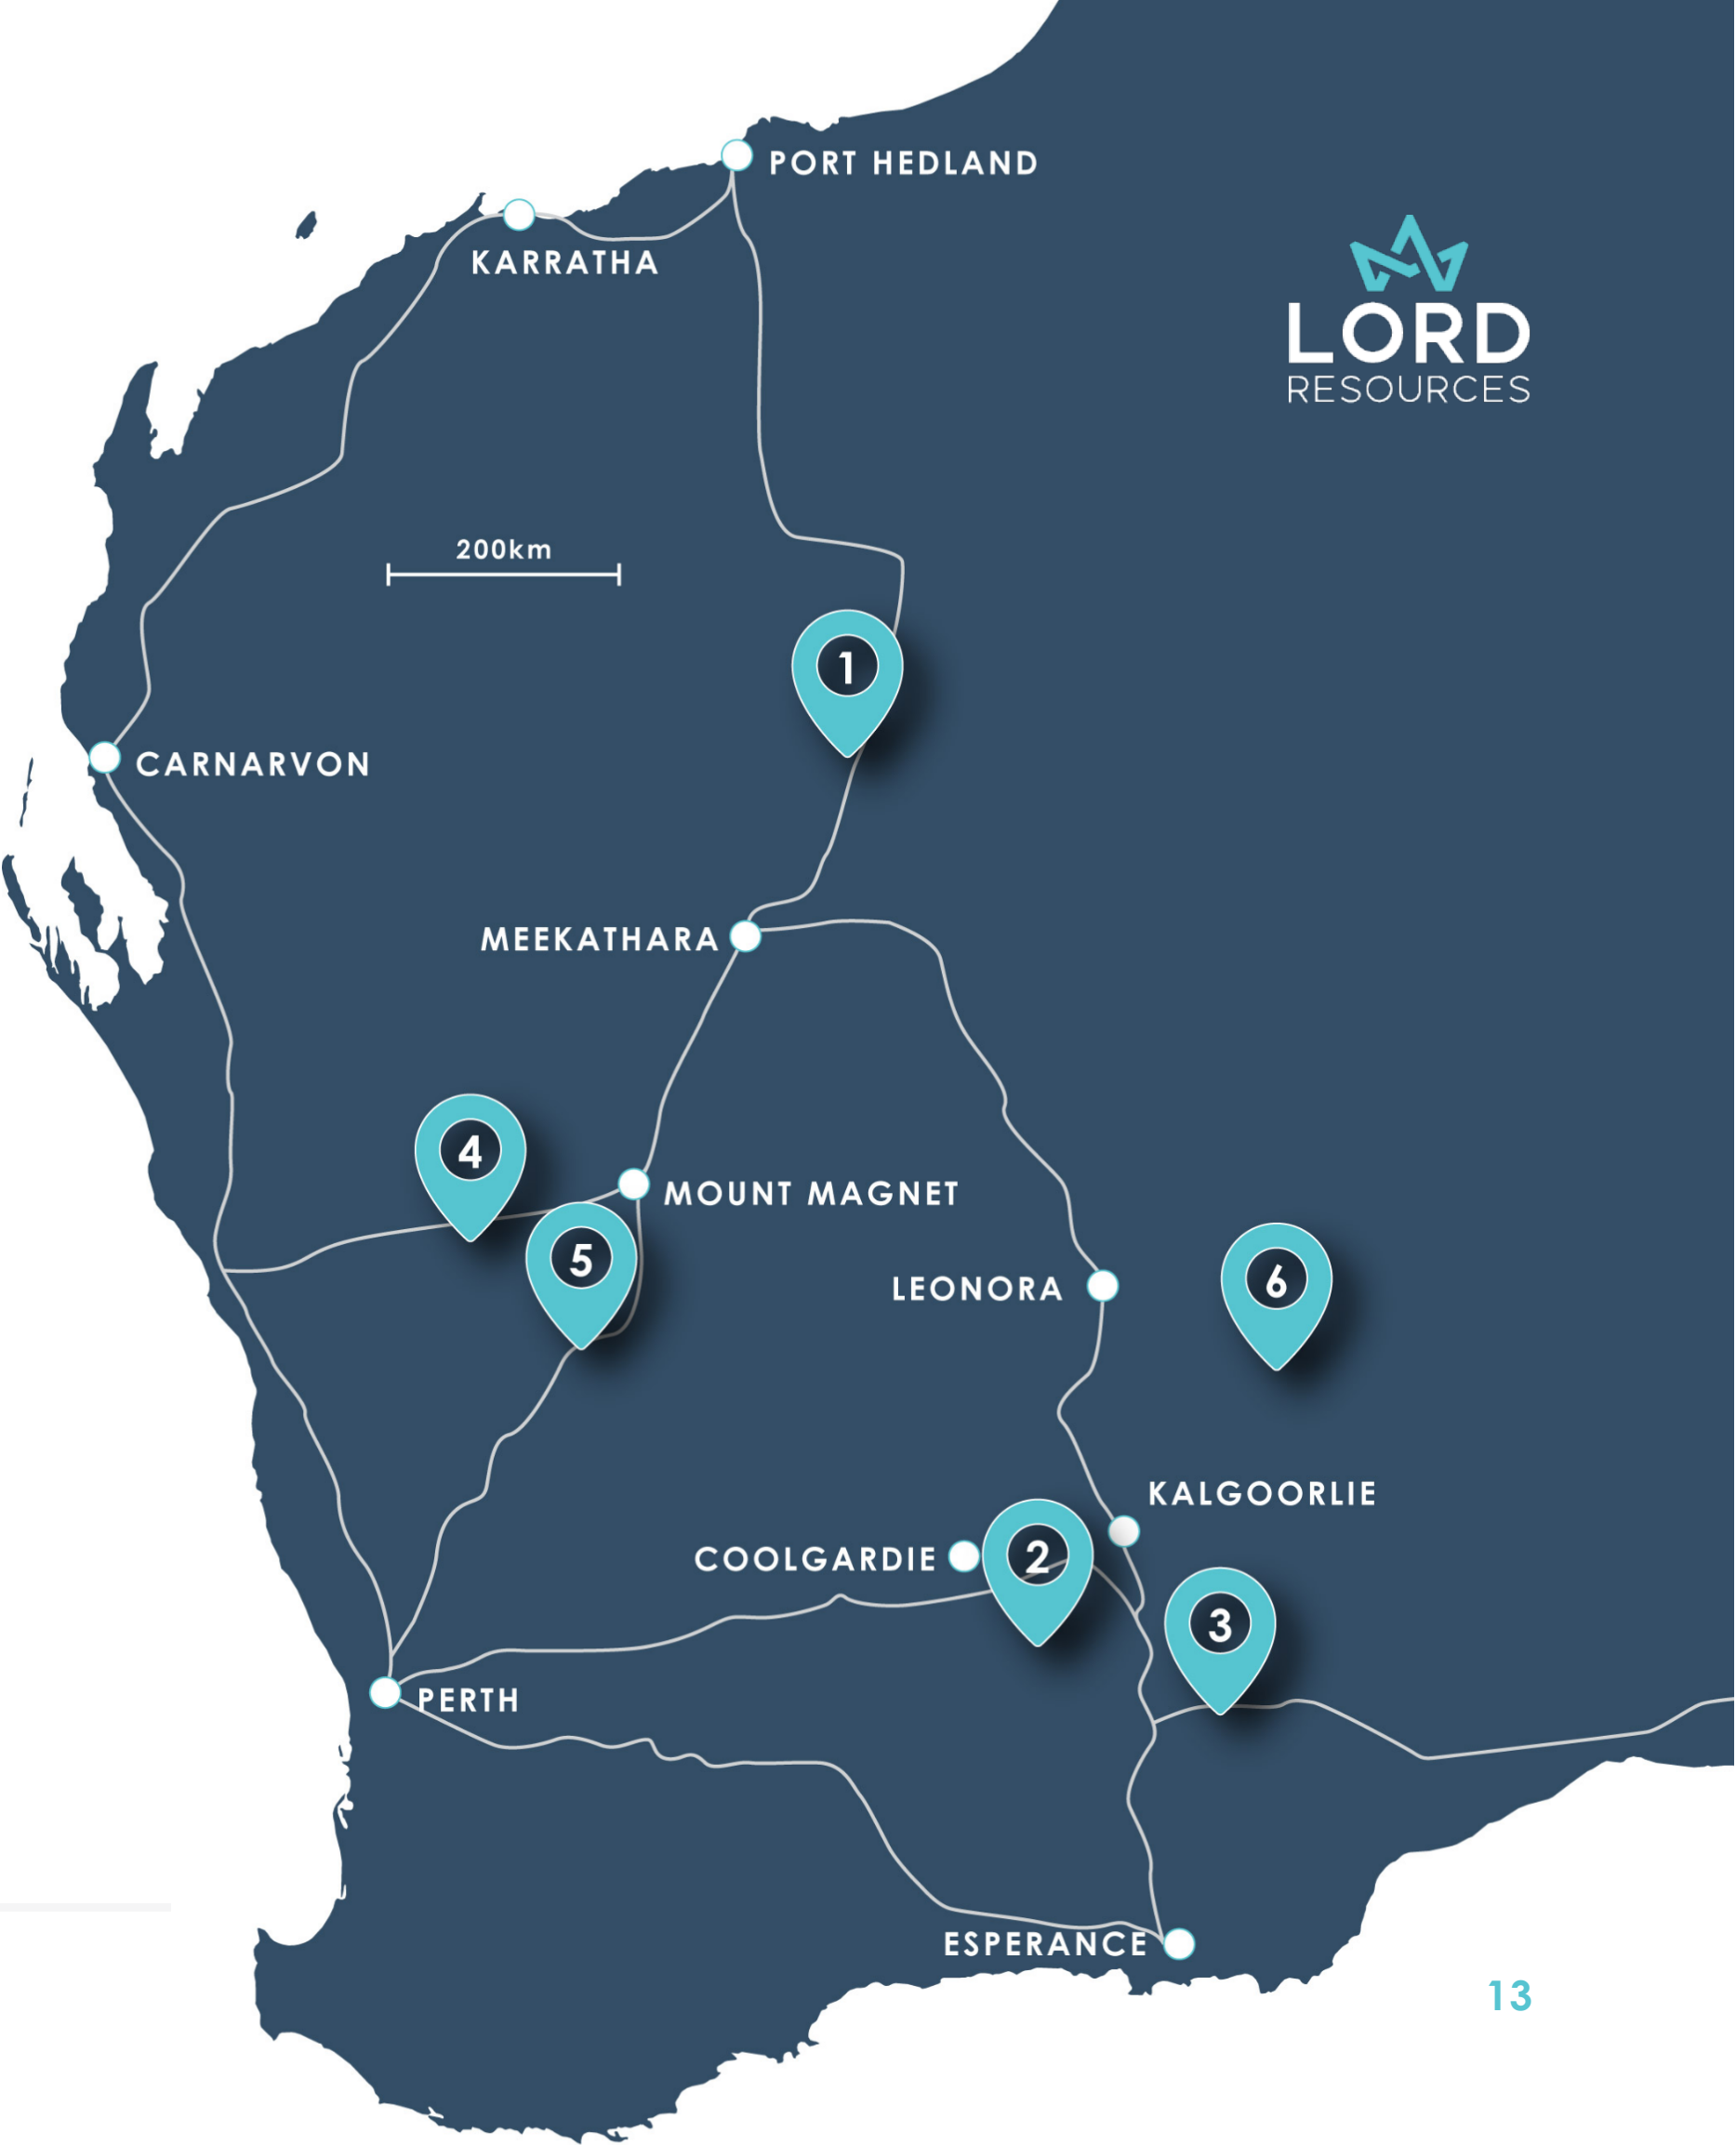 PORT HEDLAND
KARRATHA
LORD
RESOURCES
200km
1
CARNARVON
MEEKATHARA
4
MOUNT MAGNET
5
LEONORA
6
KALGOORLIE
COOLGARDIE
2
3
PERTH
ESPERANCE
13